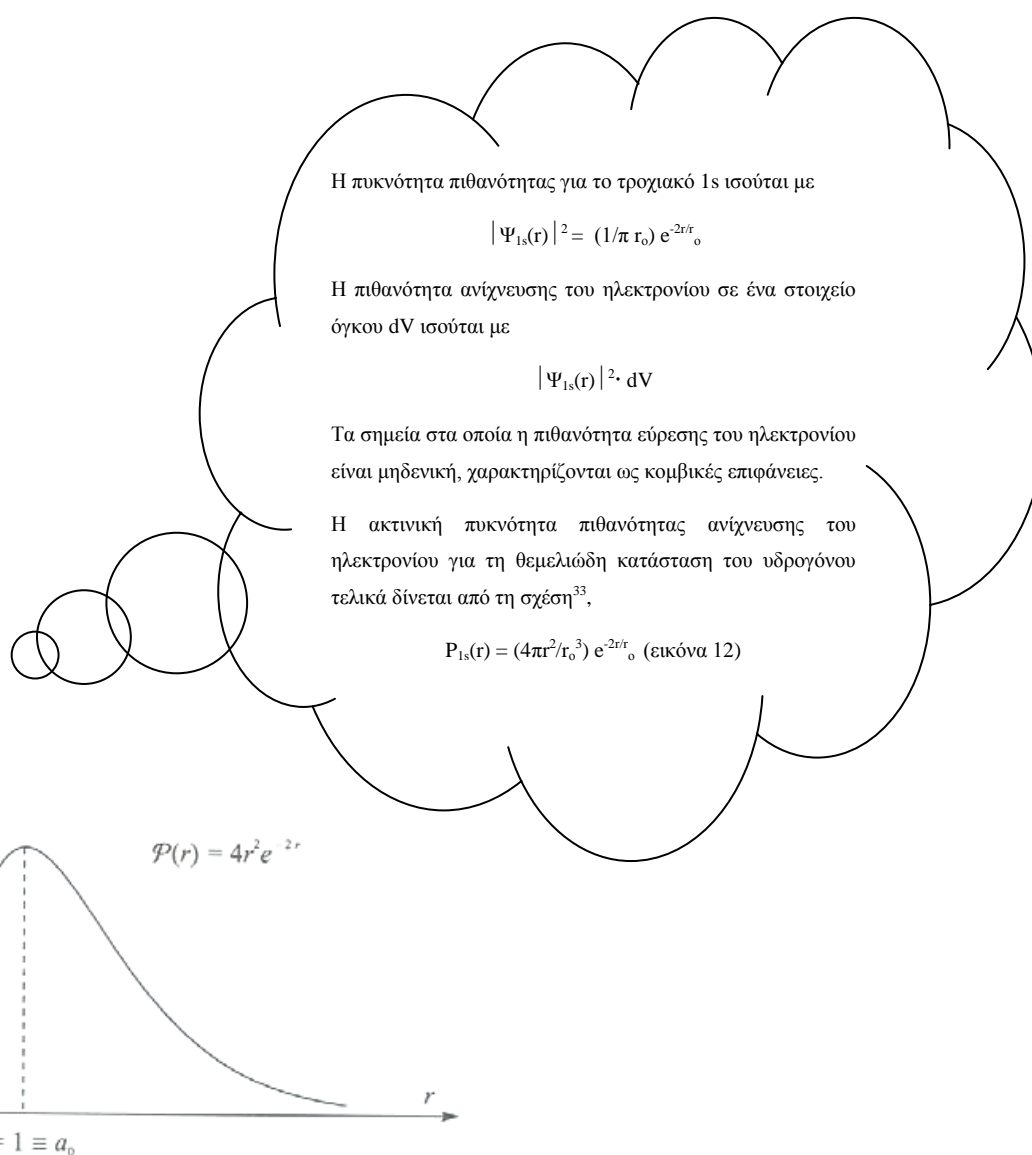 Η πυκνότητα πιθανότητας για το τροχιακό 1s ισούται με
|Ψ₁ₛ(r)|² = (1/π rₒ) e⁻²ʳ/ʳₒ
Η πιθανότητα ανίχνευσης του ηλεκτρονίου σε ένα στοιχείο
όγκου dV ισούται με
|Ψ₁ₛ(r)|²· dV
Τα σημεία στα οποία η πιθανότητα εύρεσης του ηλεκτρονίου
είναι μηδενική, χαρακτηρίζονται ως κομβικές επιφάνειες.
Η ακτινική πυκνότητα πιθανότητας ανίχνευσης του
ηλεκτρονίου για τη θεμελιώδη κατάσταση του υδρογόνου
τελικά δίνεται από τη σχέση³³,
P₁ₛ(r) = (4πr²/rₒ³) e⁻²ʳ/ʳₒ (εικόνα 12)
𝒫(r) = 4r²e⁻²ʳ
r
= 1 ≡ a₀